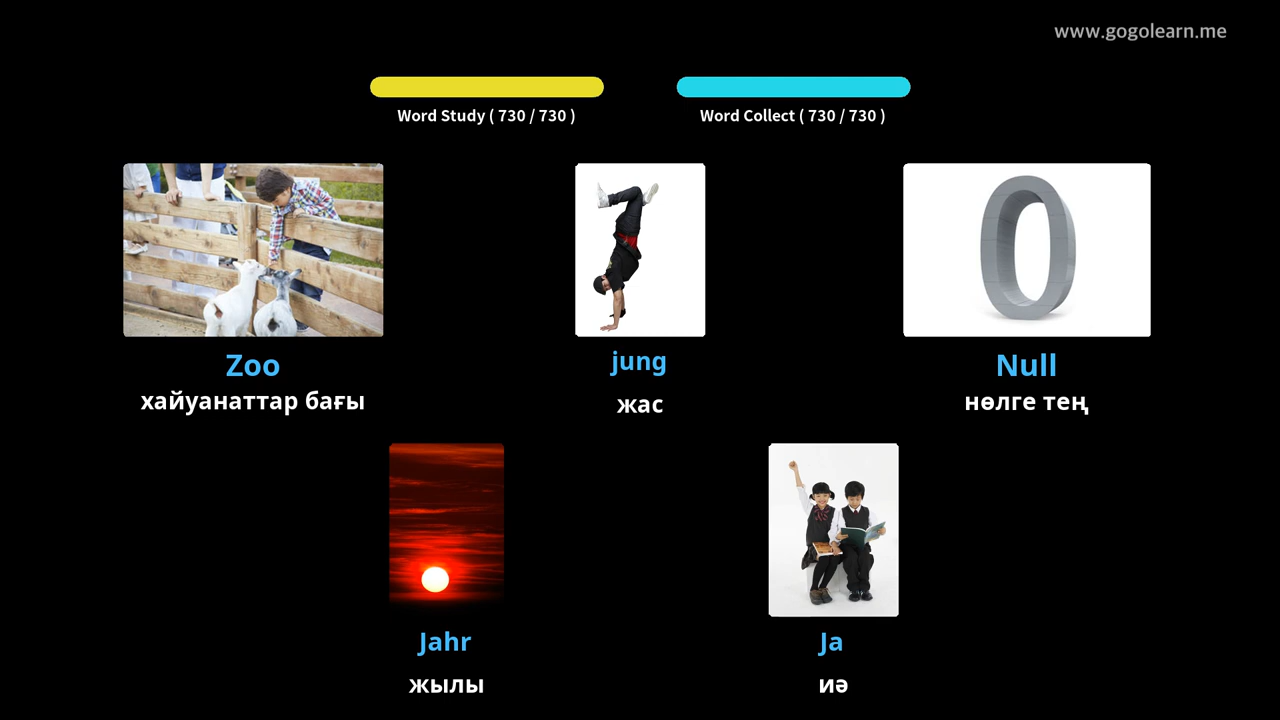 www.gogolearn.me
Word Study ( 730 / 730 )
Word Collect ( 730 / 730 )
Zoo
хайуанаттар бағы
jung
жас
Null
нөлге тең
Jahr
жылы
Ja
иә